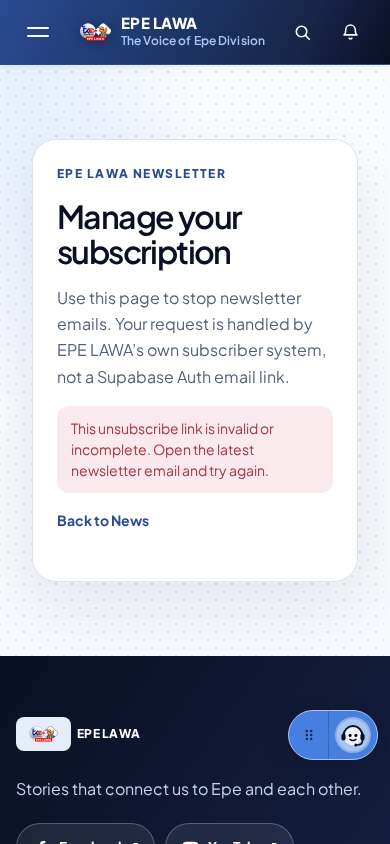 EPE LAWA
The Voice of Epe Division
EPE LAWA NEWSLETTER
Manage your
subscription
Use this page to stop newsletter
emails. Your request is handled by
EPE LAWA's own subscriber system,
not a Supabase Auth email link.
This unsubscribe link is invalid or
incomplete. Open the latest
newsletter email and try again.
Back to News
EPE LAWA
Stories that connect us to Epe and each other.